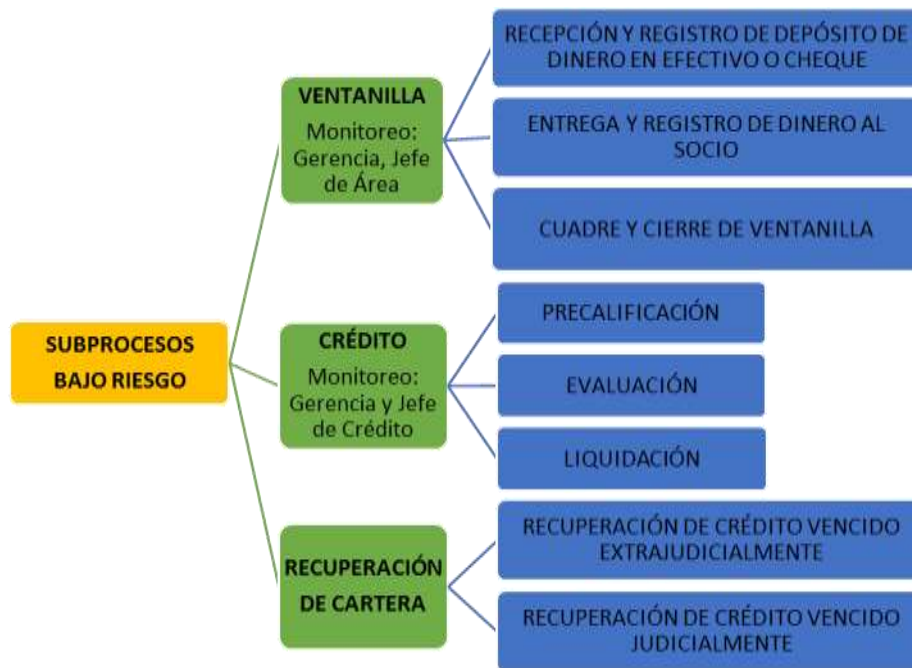 SUBPROCESOS
BAJO RIESGO
VENTANILLA
Monitoreo:
Gerencia, Jefe
de Área
RECEPCIÓN Y REGISTRO DE DEPÓSITO DE
DINERO EN EFECTIVO O CHEQUE
ENTREGA Y REGISTRO DE DINERO AL
SOCIO
CUADRE Y CIERRE DE VENTANILLA
CRÉDITO
Monitoreo:
Gerencia y Jefe
de Crédito
PRECALIFICACIÓN
EVALUACIÓN
LIQUIDACIÓN
RECUPERACIÓN
DE CARTERA
RECUPERACIÓN DE CRÉDITO VENCIDO
EXTRAJUDICIALMENTE
RECUPERACIÓN DE CRÉDITO VENCIDO
JUDICIALMENTE